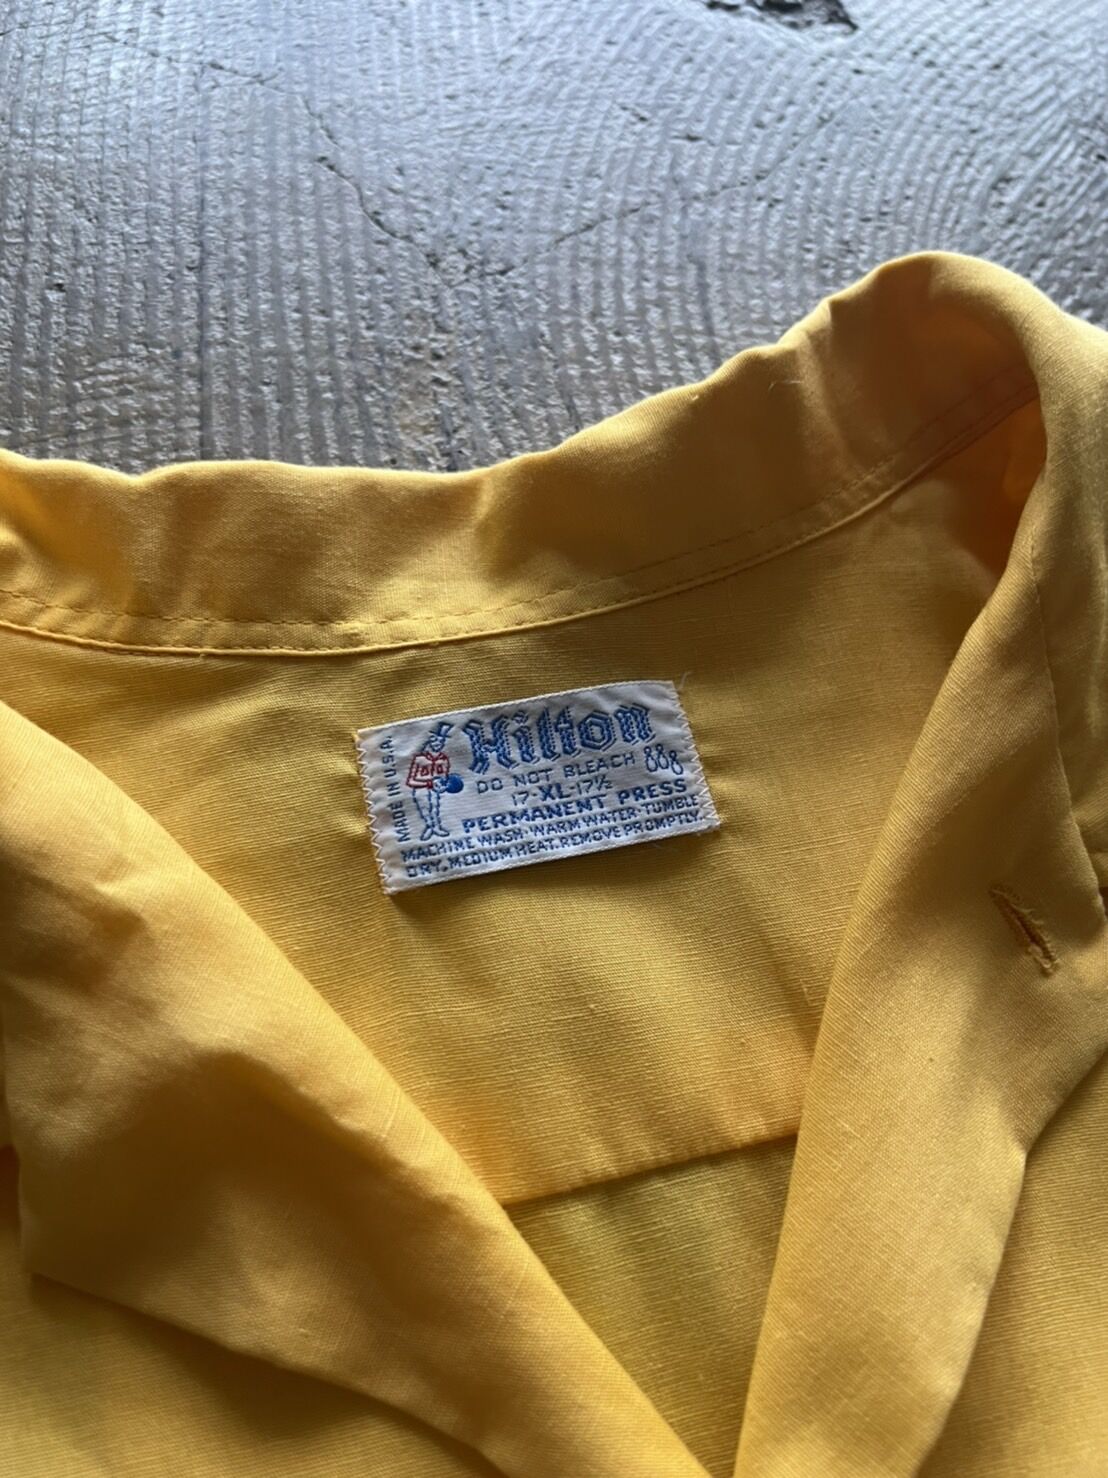 MADE IN U.S.A.
Hilton
DO NOT BLEACH
17-XL-17½
PERMANENT PRESS
MACHINE WASH·WARM WATER·TUMBLE
DRY, MEDIUM HEAT. REMOVE PROMPTLY.